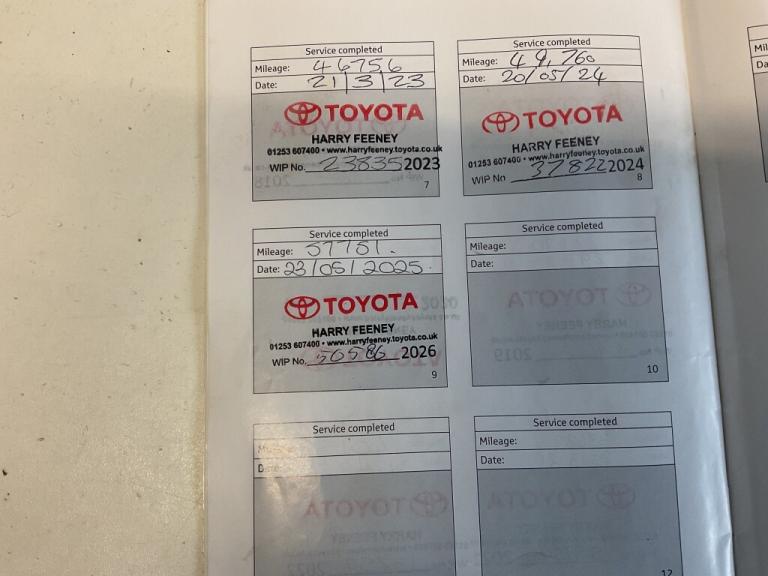 Service completed
Mileage: 46756
Date: 21/3/23
TOYOTA
HARRY FEENEY
01253 607400 • www.harryfeeney.toyota.co.uk
WIP No. 23835 2023
7
Service completed
Mileage: 49,760
Date: 20/05/24
TOYOTA
HARRY FEENEY
01253 607400 • www.harryfeeney.toyota.co.uk
WIP No 37822 2024
8
Service completed
Mileage: 57751.
Date: 23/05/2025.
TOYOTA
HARRY FEENEY
01253 607400 • www.harryfeeney.toyota.co.uk
WIP No. 50586 2026
9
Service completed
Mileage:
Date:
10
Service completed
Service completed
Mileage:
Date:
12
Mil
Da